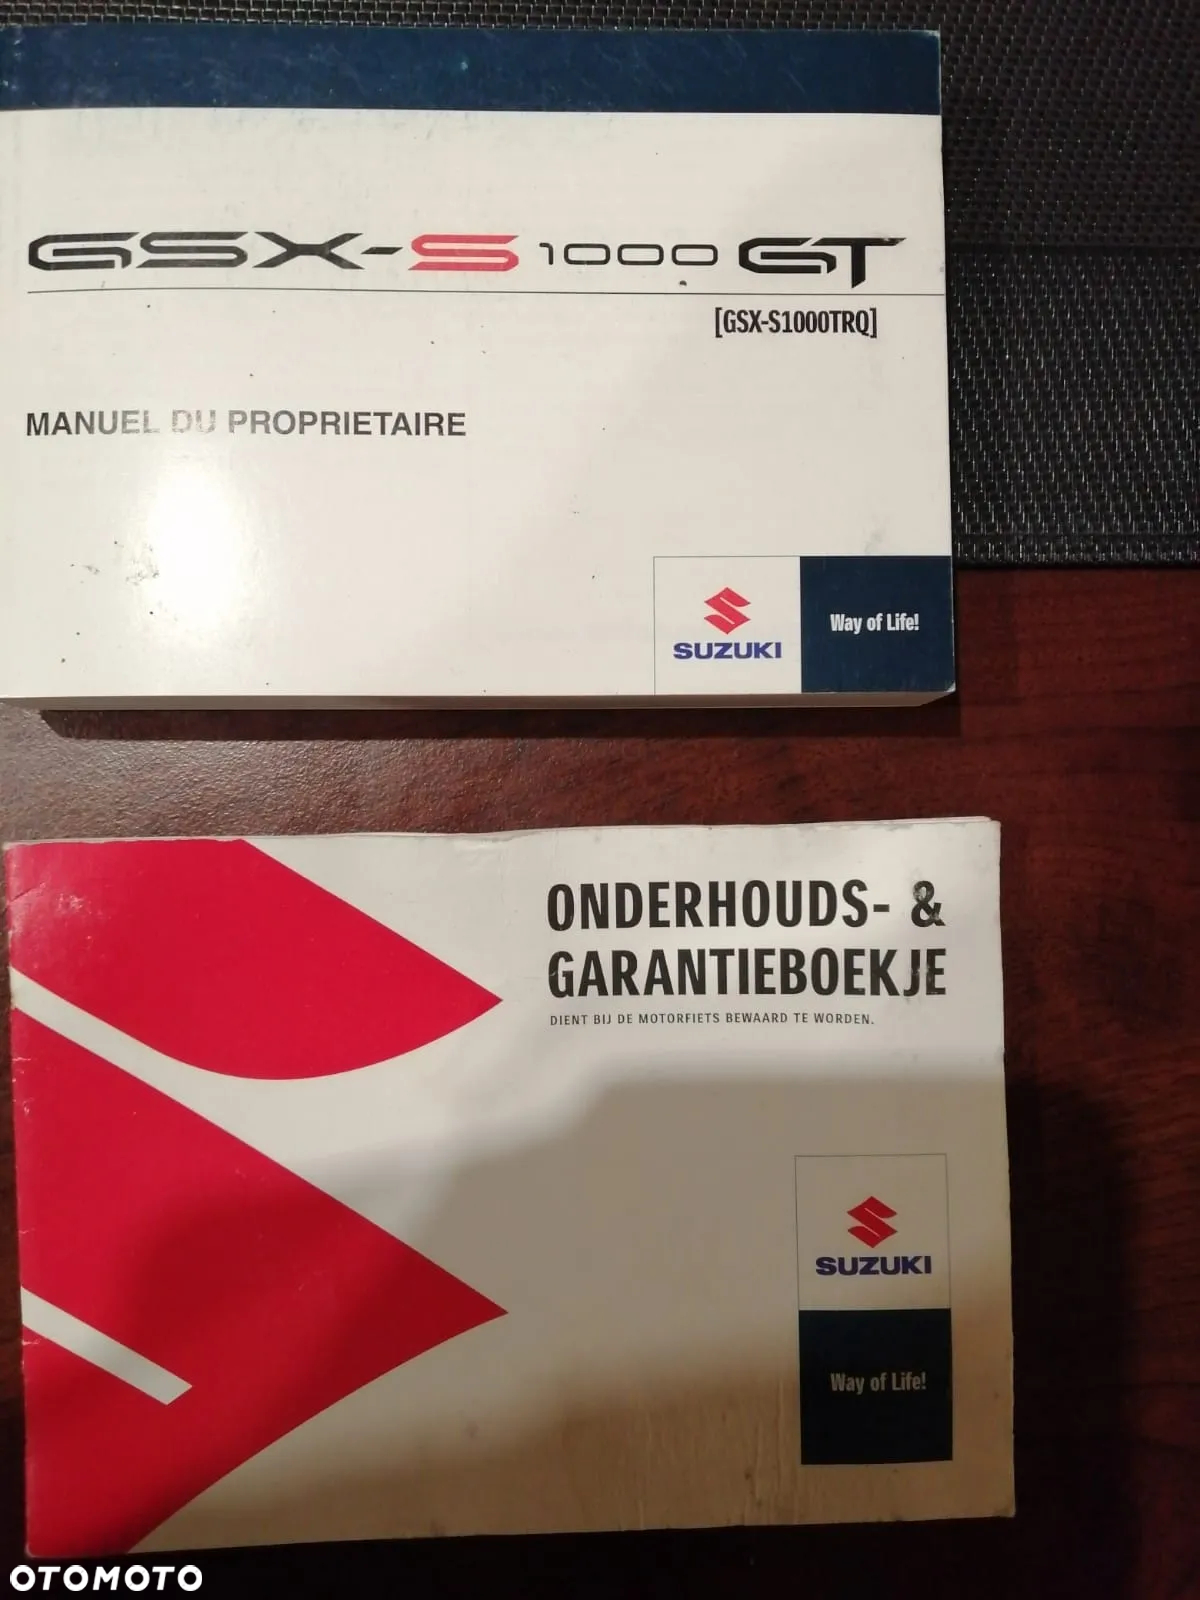 GSX-S 1000 GT
[GSX-S1000TRQ]
MANUEL DU PROPRIETAIRE
SUZUKI
Way of Life!
ONDERHOUDS- &
GARANTIEBOEKJE
DIENT BIJ DE MOTORFIETS BEWAARD TE WORDEN.
SUZUKI
Way of Life!
OTOMOTO